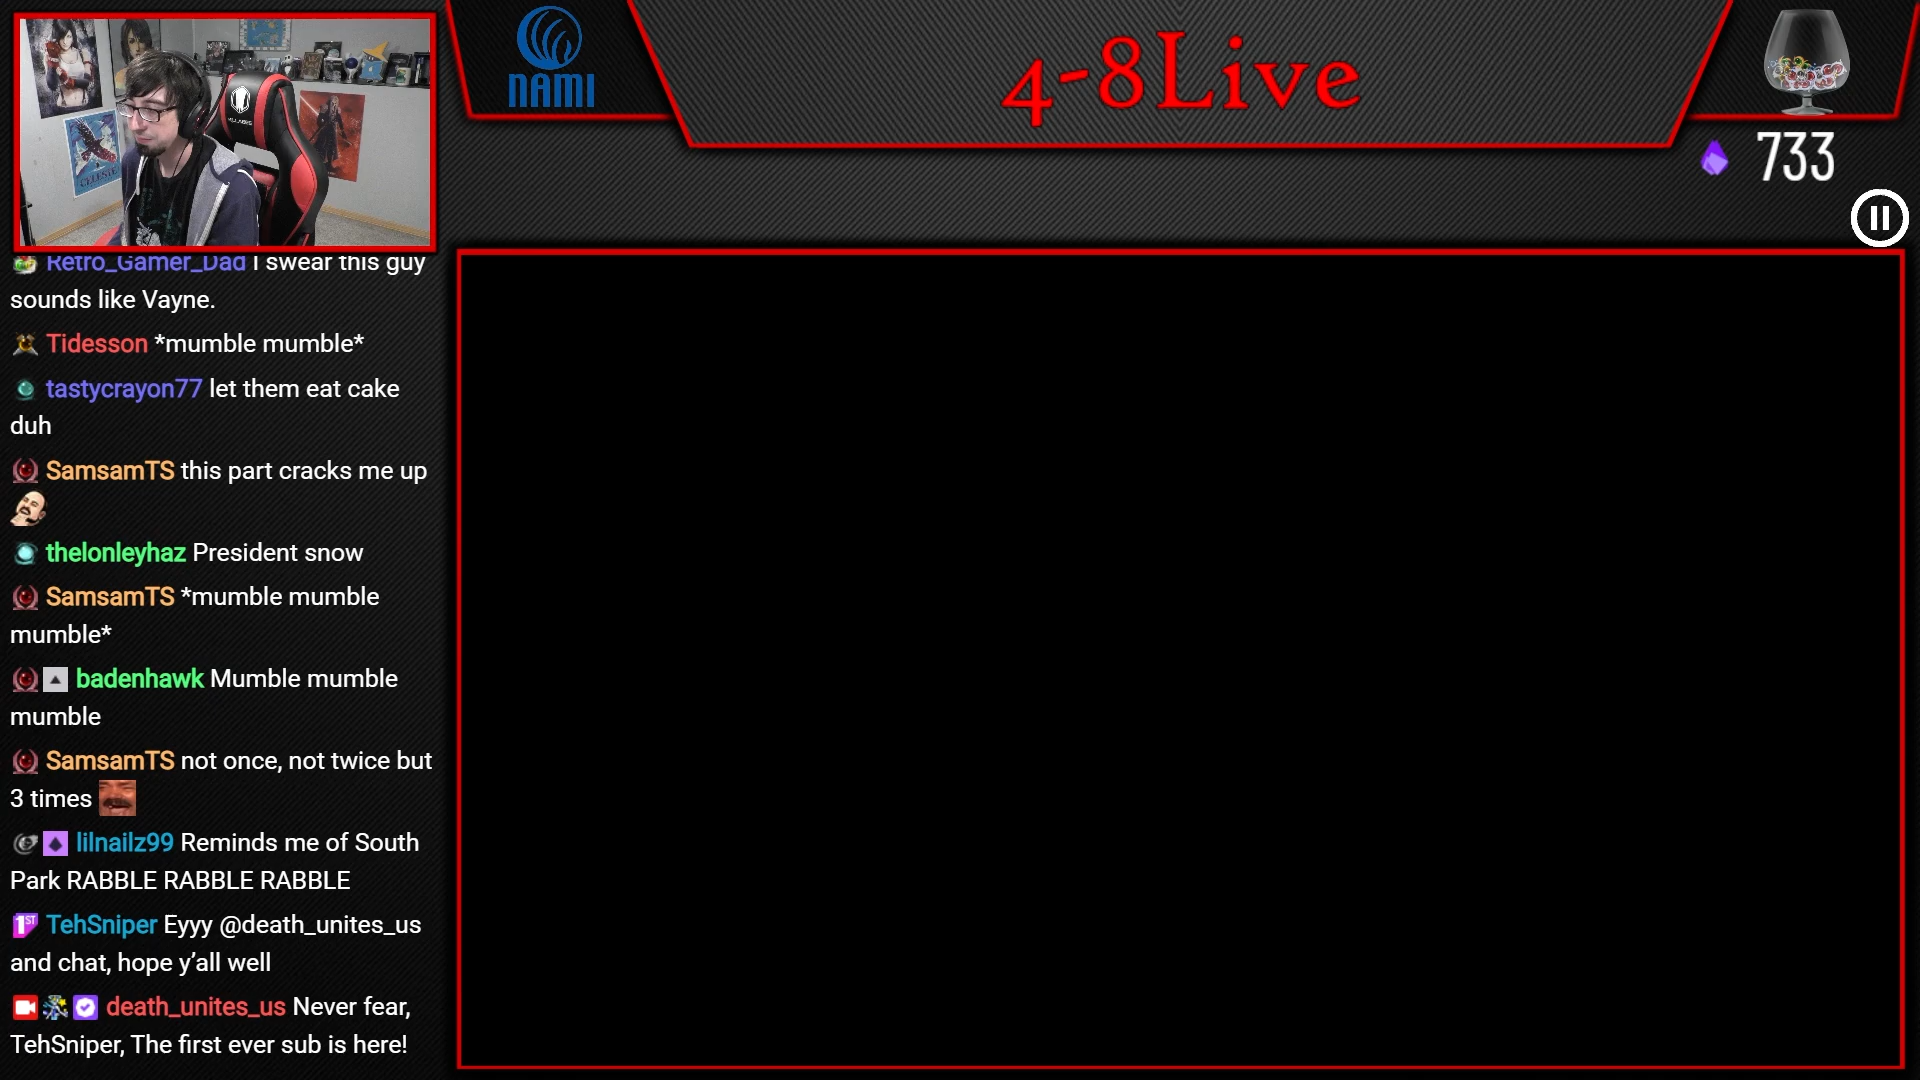 NAMI
4-8Live
733
CELESTE
Retro_Gamer_Dad I swear this guy
sounds like Vayne.
Tidesson *mumble mumble*
tastycrayon77 let them eat cake
duh
SamsamTS this part cracks me up
thelonleyhaz President snow
SamsamTS *mumble mumble
mumble*
badenhawk Mumble mumble
mumble
SamsamTS not once, not twice but
3 times
lilnailz99 Reminds me of South
Park RABBLE RABBLE RABBLE
1ST TehSniper Eyyy @death_unites_us
and chat, hope y’all well
death_unites_us Never fear,
TehSniper, The first ever sub is here!